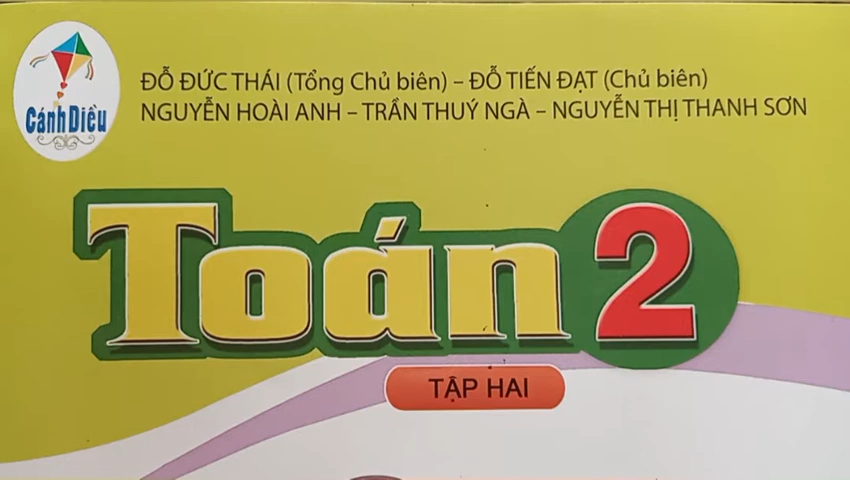 ĐỖ ĐỨC THÁI (Tổng Chủ biên) – ĐỖ TIẾN ĐẠT (Chủ biên)
NGUYỄN HOÀI ANH – TRẦN THUÝ NGÀ – NGUYỄN THỊ THANH SƠN
Cánh Diều
Toán 2
TẬP HAI